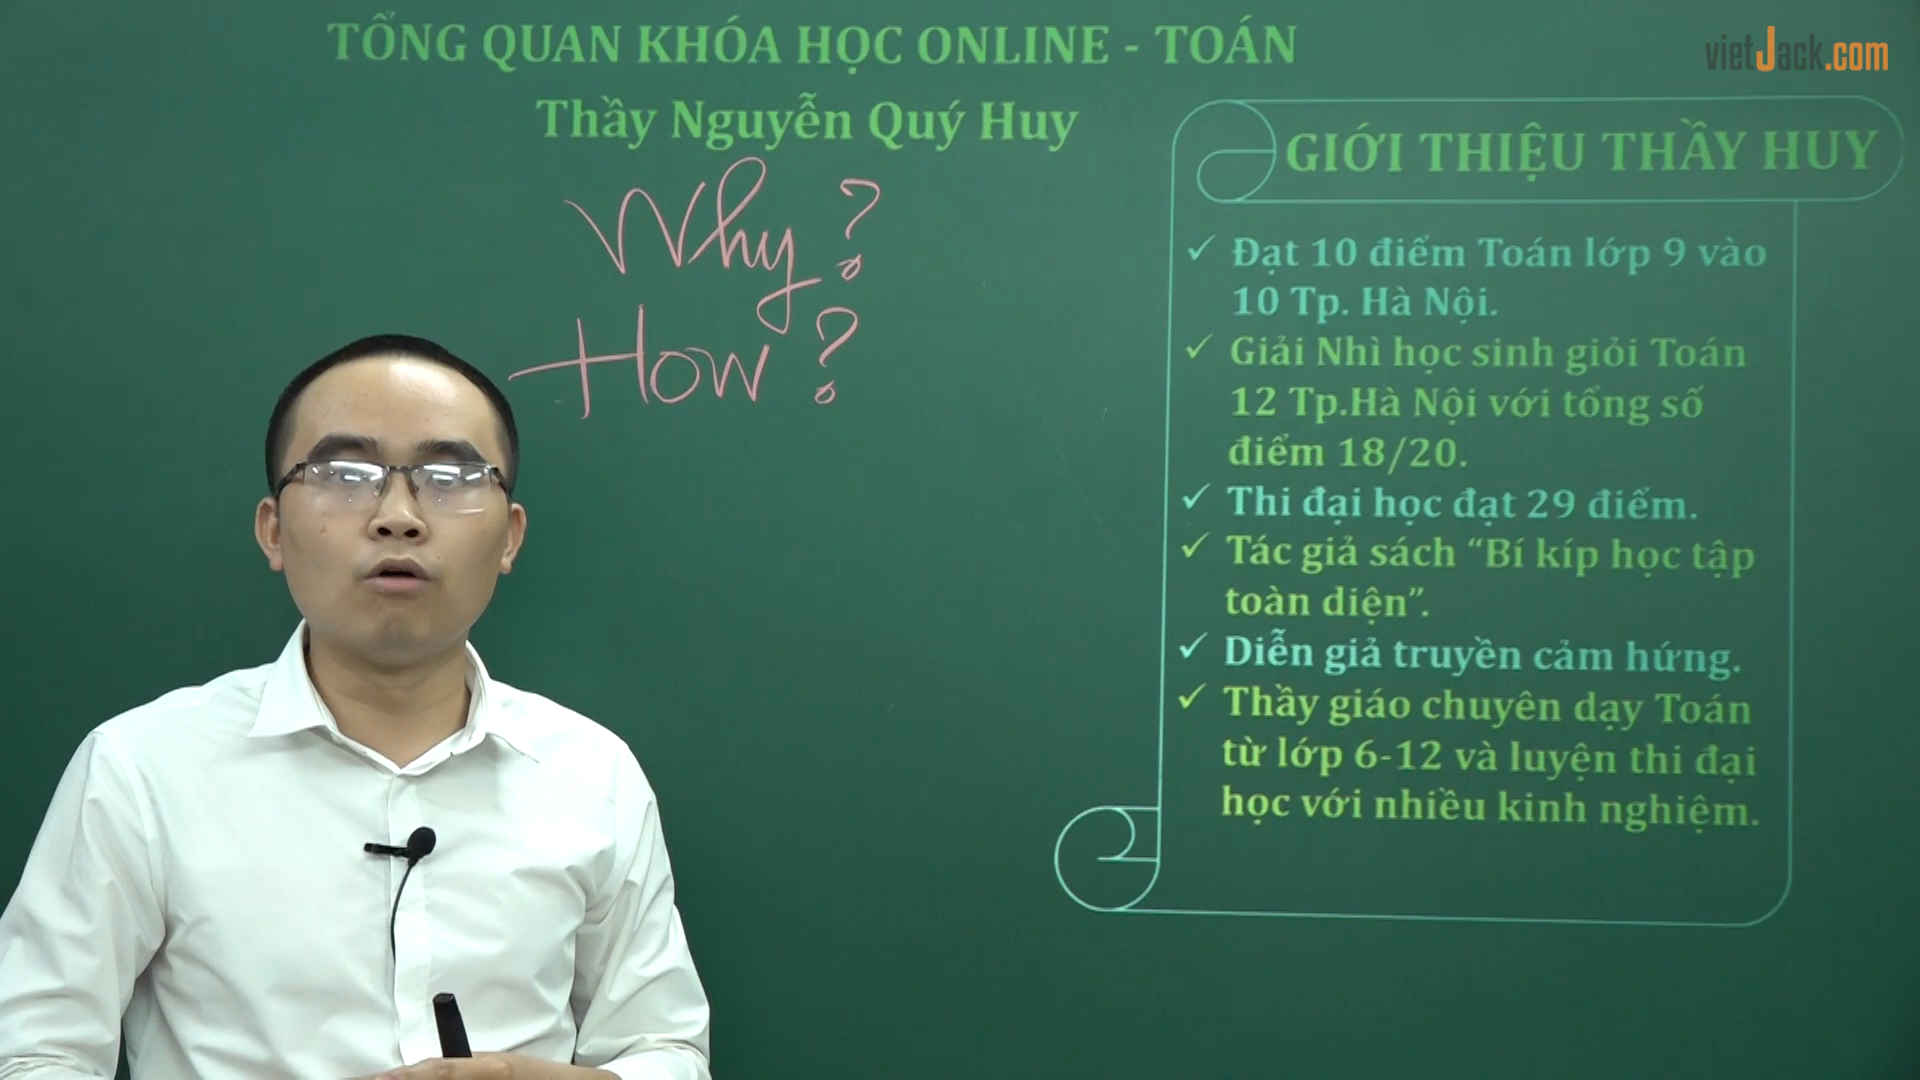 TỔNG QUAN KHÓA HỌC ONLINE - TOÁN
vietJack.com
Thầy Nguyễn Quý Huy
Why?
How?
GIỚI THIỆU THẦY HUY
✓ Đạt 10 điểm Toán lớp 9 vào
10 Tp. Hà Nội.
✓ Giải Nhì học sinh giỏi Toán
12 Tp.Hà Nội với tổng số
điểm 18/20.
✓ Thi đại học đạt 29 điểm.
✓ Tác giả sách “Bí kíp học tập
toàn diện”.
✓ Diễn giả truyền cảm hứng.
✓ Thầy giáo chuyên dạy Toán
từ lớp 6-12 và luyện thi đại
học với nhiều kinh nghiệm.